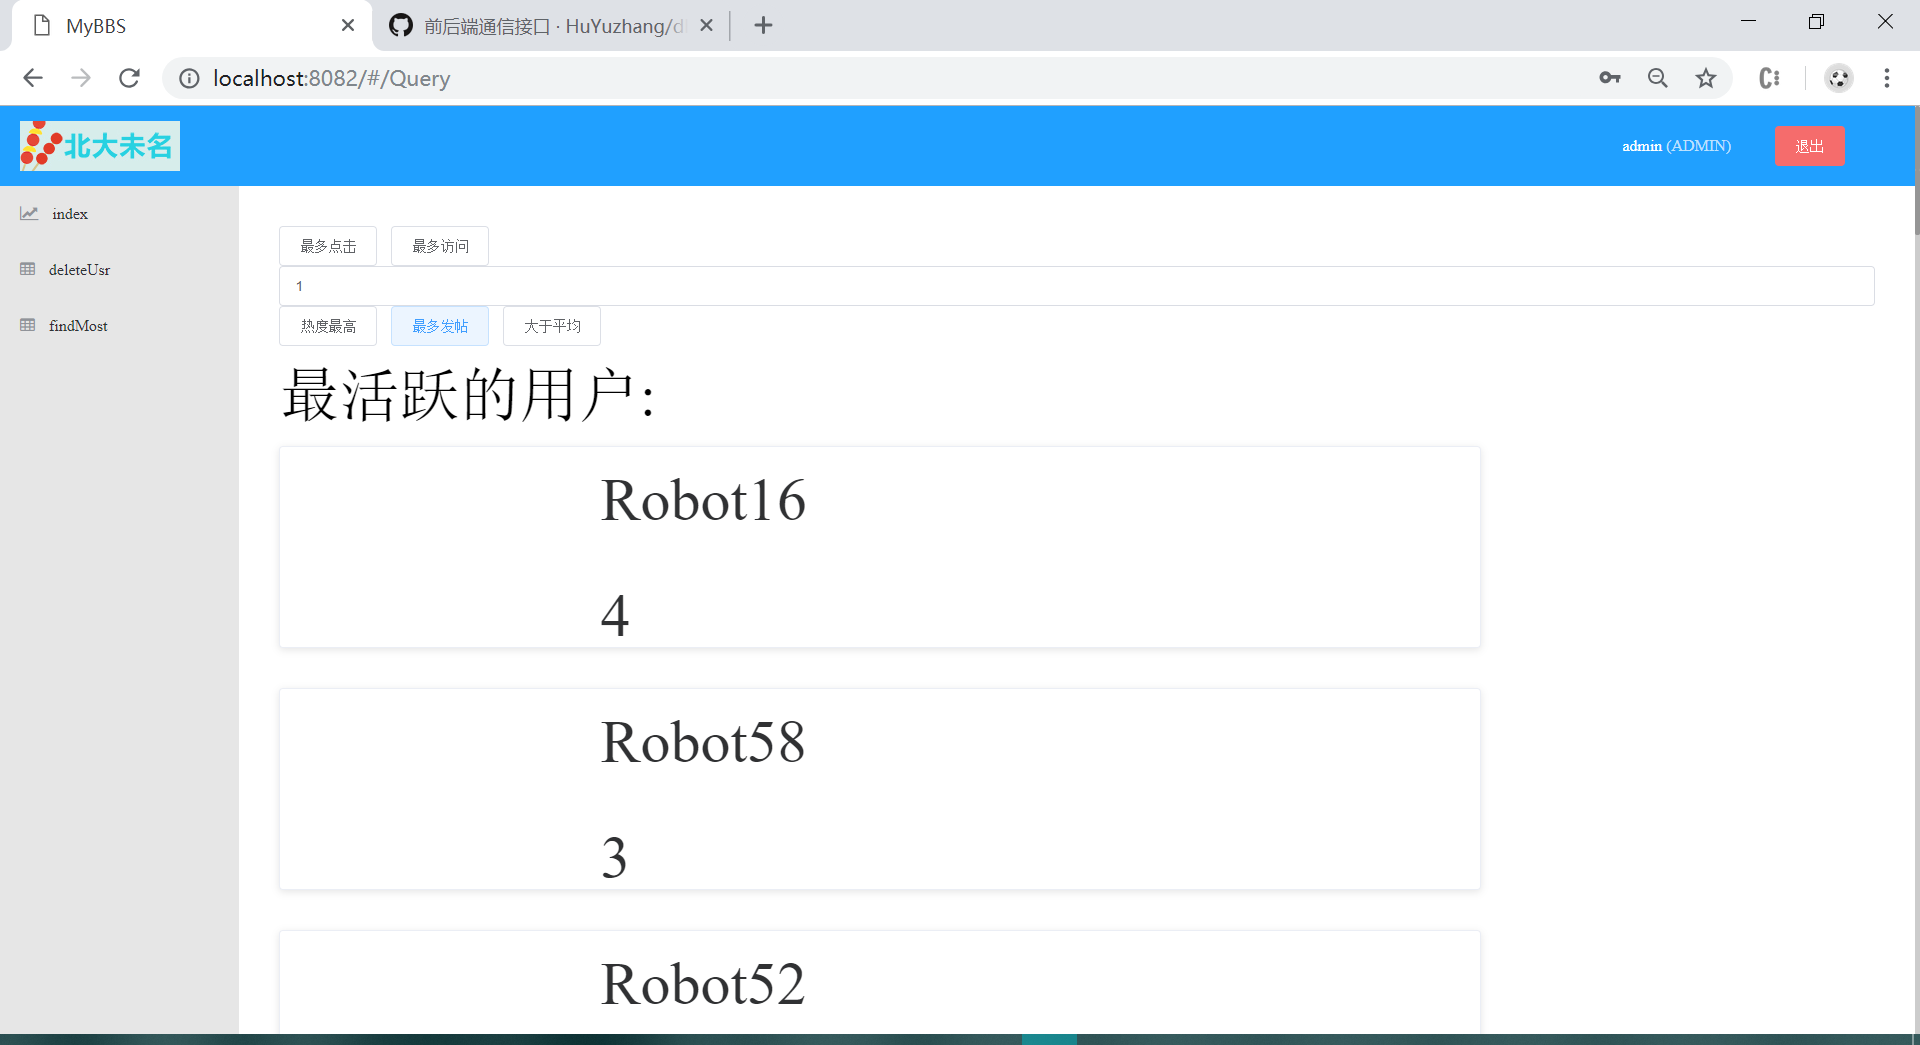 MyBBS
前后端通信接口 · HuYuzhang/d
localhost:8082/#/Query
北大未名
admin (ADMIN)
退出
index
deleteUsr
findMost
最多点击
最多访问
1
热度最高
最多发帖
大于平均
最活跃的用户:
Robot16
4
Robot58
3
Robot52